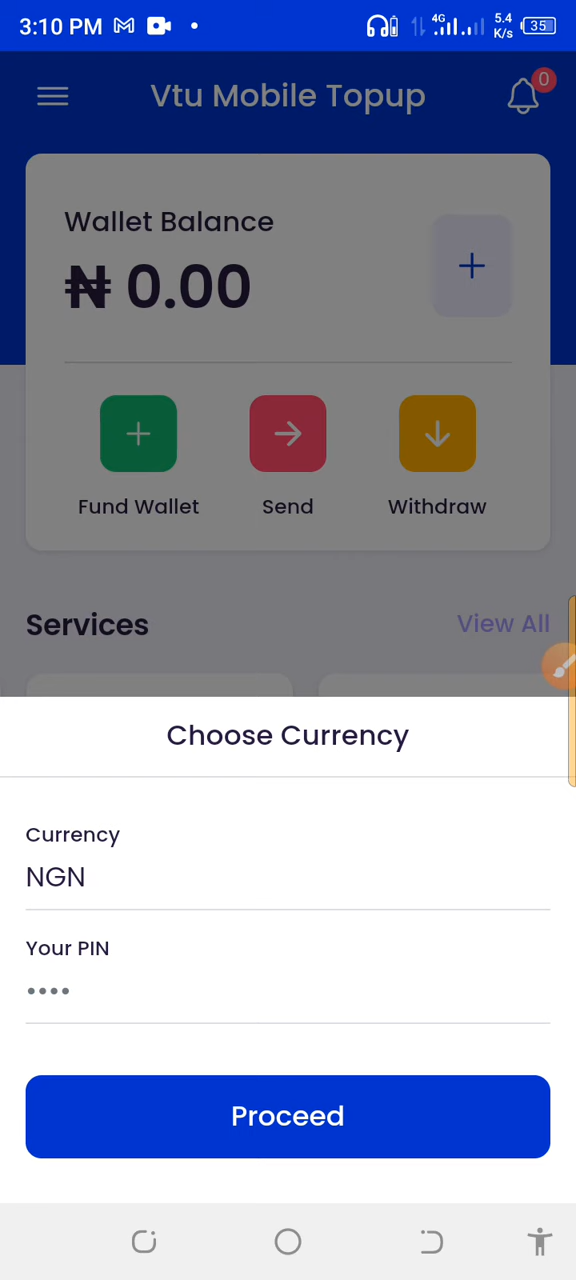 3:10 PM 4G 5.4 K/s 35
Vtu Mobile Topup 0
Wallet Balance
₦ 0.00
Fund Wallet Send Withdraw
Services View All
Choose Currency
Currency
NGN
Your PIN
••••
Proceed